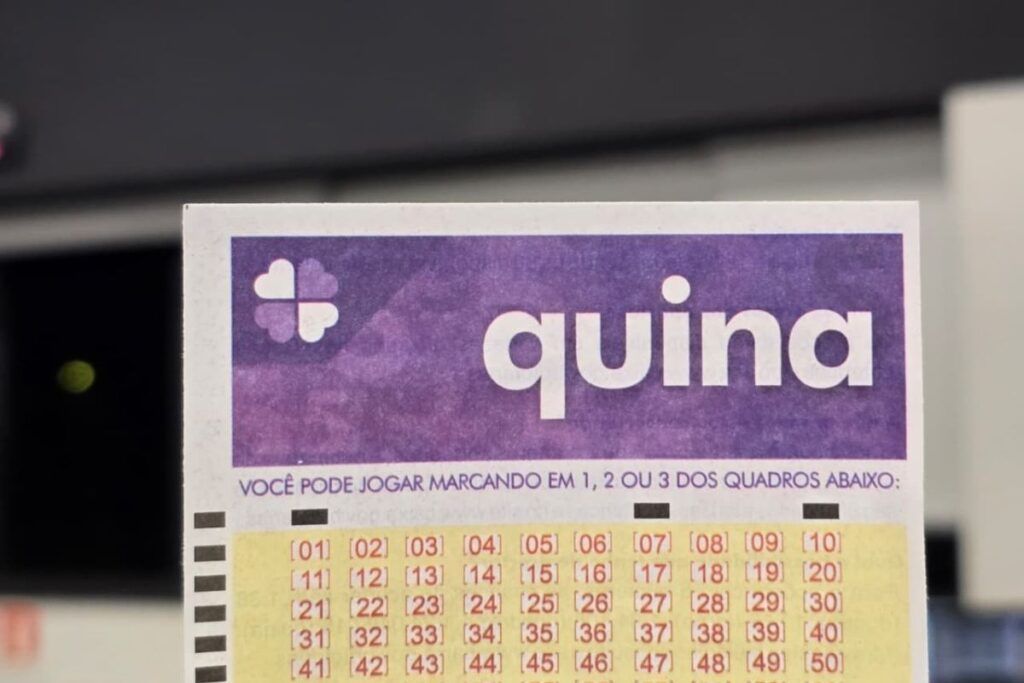 quina
VOCÊ PODE JOGAR MARCANDO EM 1, 2 OU 3 DOS QUADROS ABAIXO:
[01] [02] [03] [04] [05] [06] [07] [08] [09] [10]
[11] [12] [13] [14] [15] [16] [17] [18] [19] [20]
[21] [22] [23] [24] [25] [26] [27] [28] [29] [30]
[31] [32] [33] [34] [35] [36] [37] [38] [39] [40]
[41] [42] [43] [44] [45] [46] [47] [48] [49] [50]